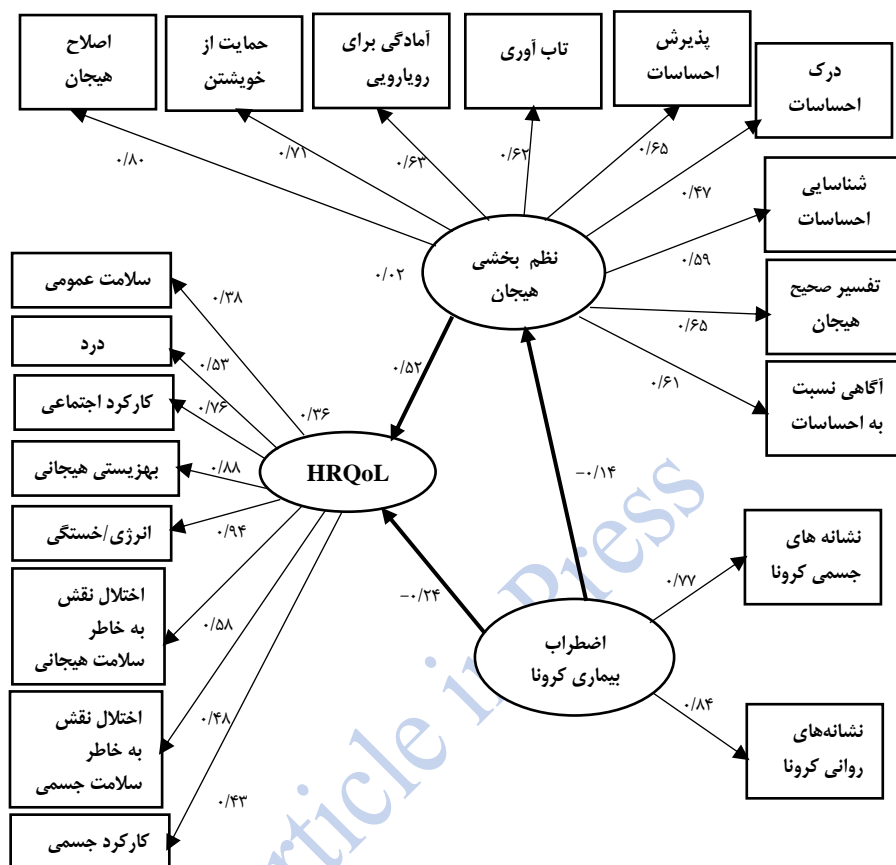 اصلاح
هیجان
حمایت از
خویشتن
آمادگی برای
رویارویی
تاب آوری
پذیرش
احساسات
درک
احساسات
۰/۸۰
۰/۷۱
۰/۶۳
۰/۶۲
۰/۶۵
۰/۴۷
شناسایی
احساسات
۰/۵۹
نظم بخشی
هیجان
۰/۰۲
تفسیر صحیح
هیجان
۰/۶۵
آگاهی نسبت
به احساسات
۰/۶۱
سلامت عمومی
۰/۳۸
درد
۰/۵۳
کارکرد اجتماعی
۰/۷۶
۰/۳۶
۰/۵۲
بهزیستی هیجانی
۰/۸۸
HRQoL
انرژی/خستگی
۰/۹۴
−۰/۱۴
اختلال نقش
به خاطر
سلامت هیجانی
۰/۵۸
−۰/۲۴
نشانه های
جسمی کرونا
۰/۷۷
اضطراب
بیماری کرونا
اختلال نقش
به خاطر
سلامت جسمی
۰/۴۸
نشانه‌های
روانی کرونا
۰/۸۴
کارکرد جسمی
۰/۴۳
Article in Press